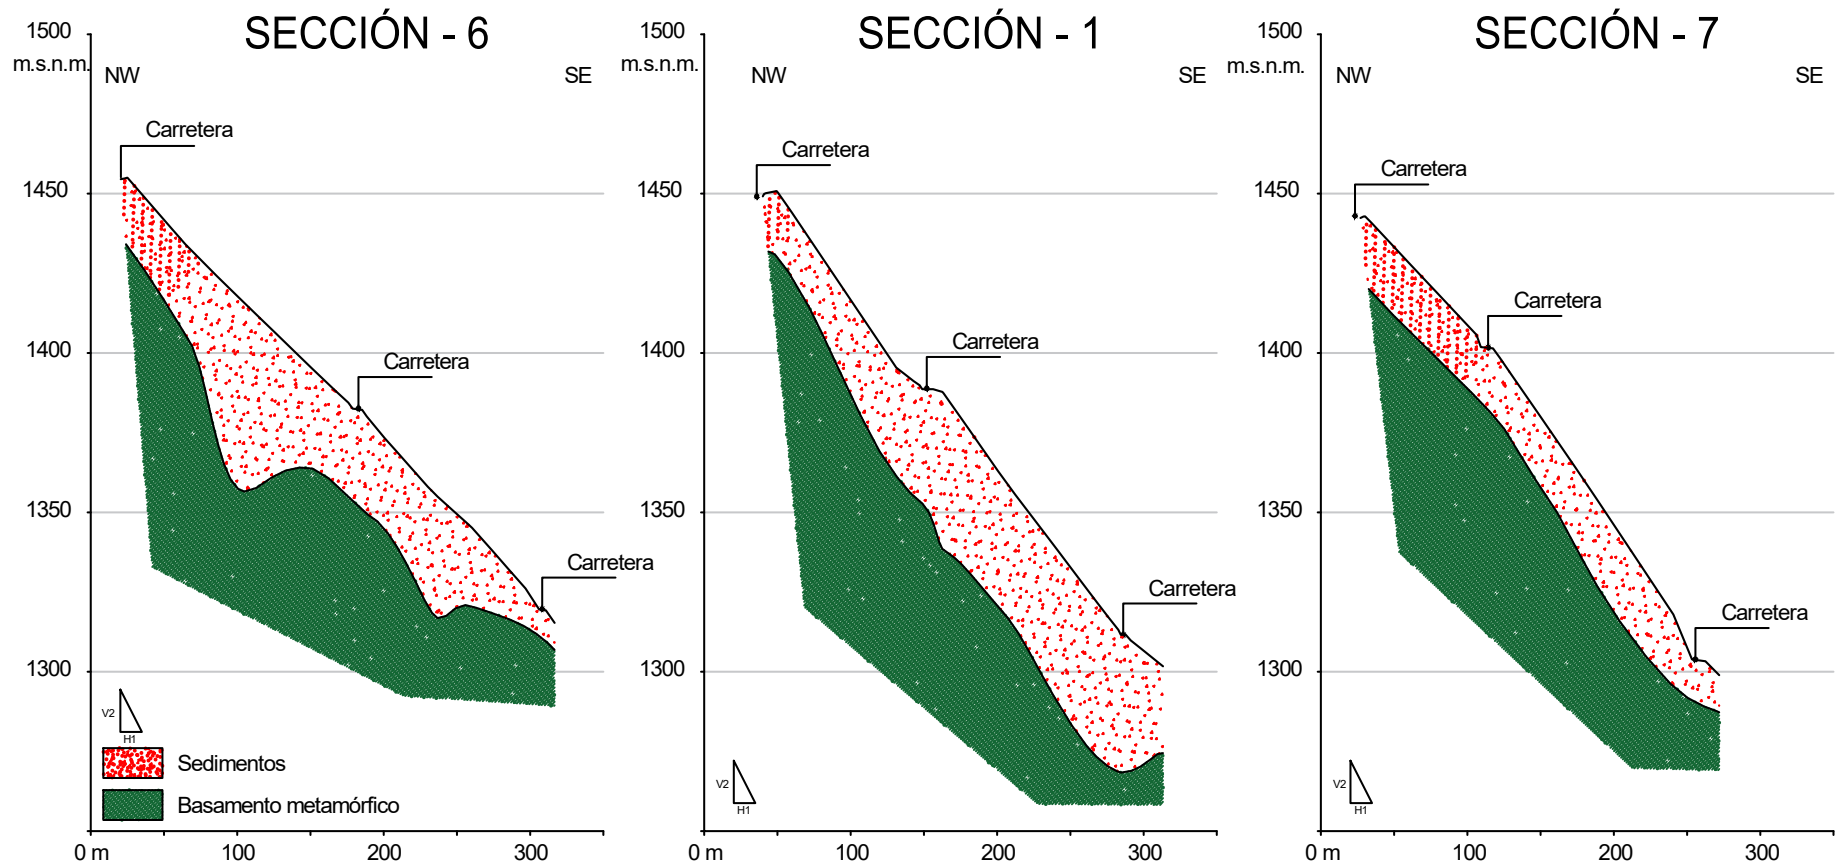 SECCIÓN - 6
1500
m.s.n.m.
NW
SE
Carretera
1450
Carretera
1400
1350
Carretera
1300
V2
H1
Sedimentos
Basamento metamórfico
0 m
100
200
300
SECCIÓN - 1
1500
m.s.n.m.
NW
SE
Carretera
1450
Carretera
1400
1350
Carretera
1300
V2
H1
0 m
100
200
300
SECCIÓN - 7
1500
m.s.n.m.
NW
SE
Carretera
1450
Carretera
1400
1350
Carretera
1300
V2
H1
0 m
100
200
300